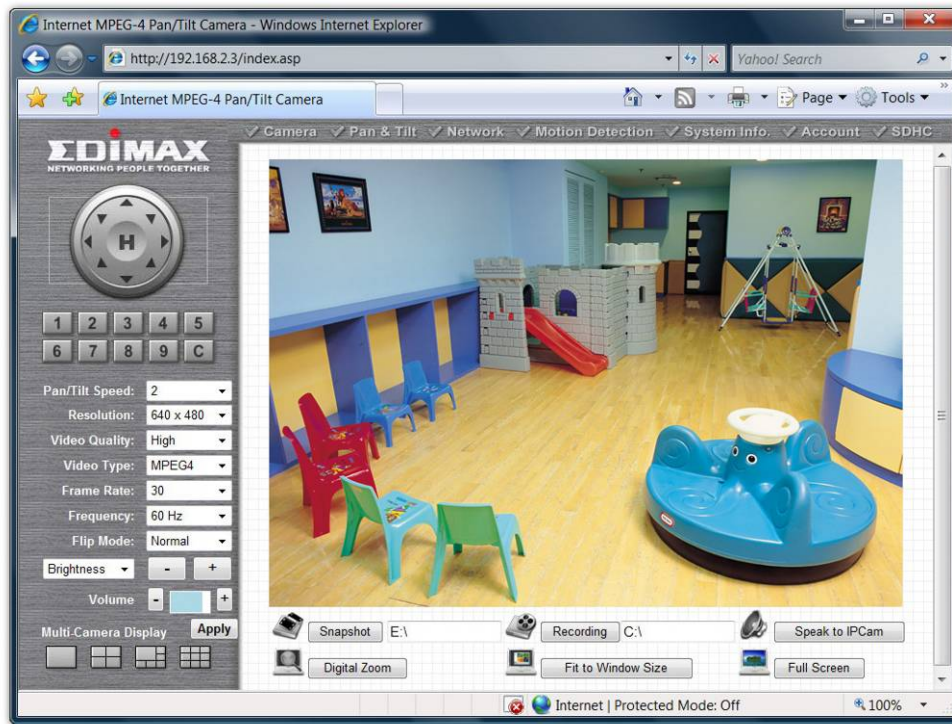 Internet MPEG-4 Pan/Tilt Camera - Windows Internet Explorer
http://192.168.2.3/index.asp
Yahoo! Search
Internet MPEG-4 Pan/Tilt Camera
Page
Tools
EDIMAX
NETWORKING PEOPLE TOGETHER
Camera Pan & Tilt Network Motion Detection System Info. Account SDHC
H
1 2 3 4 5
6 7 8 9 C
Pan/Tilt Speed: 2
Resolution: 640 x 480
Video Quality: High
Video Type: MPEG4
Frame Rate: 30
Frequency: 60 Hz
Flip Mode: Normal
Brightness - +
Volume - +
Multi-Camera Display Apply
Snapshot E:\ Recording C:\ Speak to IPCam
Digital Zoom Fit to Window Size Full Screen
Internet | Protected Mode: Off
100%